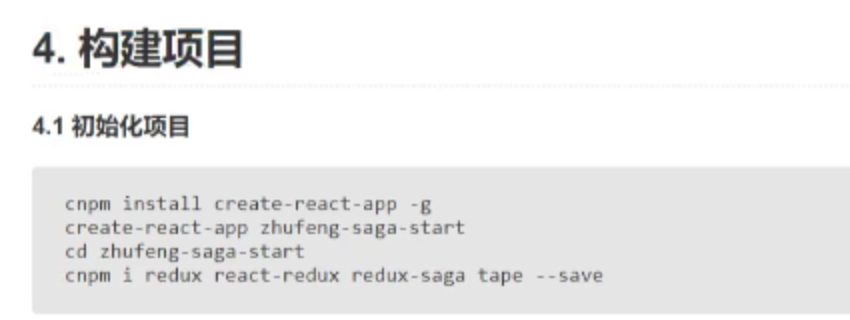 4. 构建项目
4.1 初始化项目
cnpm install create-react-app -g
create-react-app zhufeng-saga-start
cd zhufeng-saga-start
cnpm i redux react-redux redux-saga tape --save